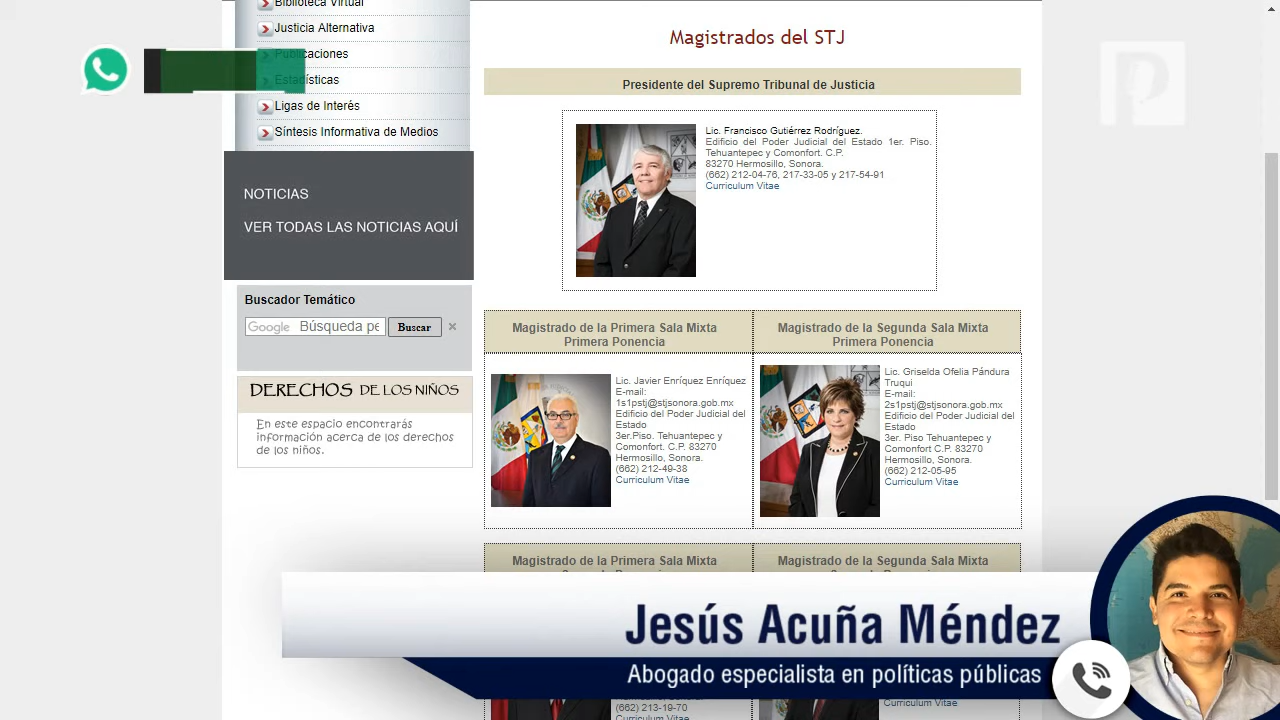 Biblioteca Virtual
Justicia Alternativa
Publicaciones
Estadísticas
Ligas de Interés
Síntesis Informativa de Medios
NOTICIAS
VER TODAS LAS NOTICIAS AQUÍ
Buscador Temático
Google Búsqueda pe
Buscar
×
DERECHOS DE LOS NIÑOS
En este espacio encontrarás
información acerca de los derechos
de los niños.
Magistrados del STJ
Presidente del Supremo Tribunal de Justicia
Lic. Francisco Gutiérrez Rodríguez.
Edificio del Poder Judicial del Estado 1er. Piso.
Tehuantepec y Comonfort. C.P.
83270 Hermosillo, Sonora.
(662) 212-04-76, 217-33-05 y 217-54-91
Curriculum Vitae
Magistrado de la Primera Sala Mixta
Primera Ponencia
Lic. Javier Enríquez Enríquez
E-mail:
1s1pstj@stjsonora.gob.mx
Edificio del Poder Judicial del
Estado
3er.Piso. Tehuantepec y
Comonfort. C.P. 83270
Hermosillo, Sonora.
(662) 212-49-38
Curriculum Vitae
Magistrado de la Segunda Sala Mixta
Primera Ponencia
Lic. Griselda Ofelia Pándura
Truqui
E-mail:
2s1pstj@stjsonora.gob.mx
Edificio del Poder Judicial del
Estado
3er. Piso Tehuantepec y
Comonfort C.P. 83270
Hermosillo, Sonora.
(662) 212-05-95
Curriculum Vitae
Magistrado de la Primera Sala Mixta
Magistrado de la Segunda Sala Mixta
Jesús Acuña Méndez
Abogado especialista en políticas públicas
(662) 213-19-70
Curriculum Vitae
Curriculum Vitae